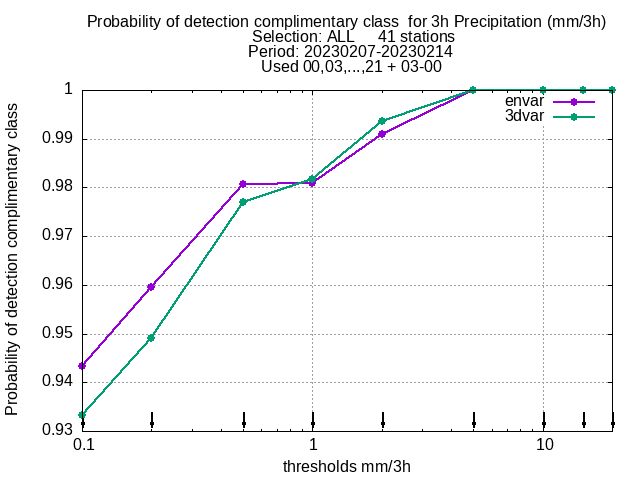 Probability of detection complimentary class  for 3h Precipitation (mm/3h)
Selection: ALL     41 stations
Period: 20230207-20230214
Used 00,03,...,21 + 03-00
envar
3dvar
Probability of detection complimentary class
1
0.99
0.98
0.97
0.96
0.95
0.94
0.93
0.1 1 10
thresholds mm/3h